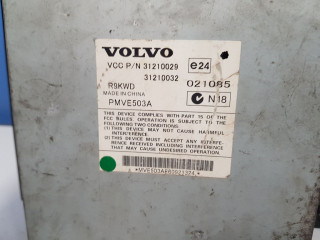 VOLVO
VCC P/N 31210029 e24
31210032 021085
R9KWD
MADE IN CHINA N 18
PMVE503A
THIS DEVICE COMPLIES WITH PART 15 OF THE
FCC RULES. OPERATION IS SUBJECT TO THE
FOLLOWING TWO CONDITIONS
(1) THIS DEVICE MAY NOT CAUSE HARMFUL
INTERFERENCE
(2) THIS DEVICE MUST ACCEPT ANY INTERFE-
RENCE RECEIVED INCLUDING INTERFERENCE
THAT MAY CAUSE UNDESIRED OPERATION